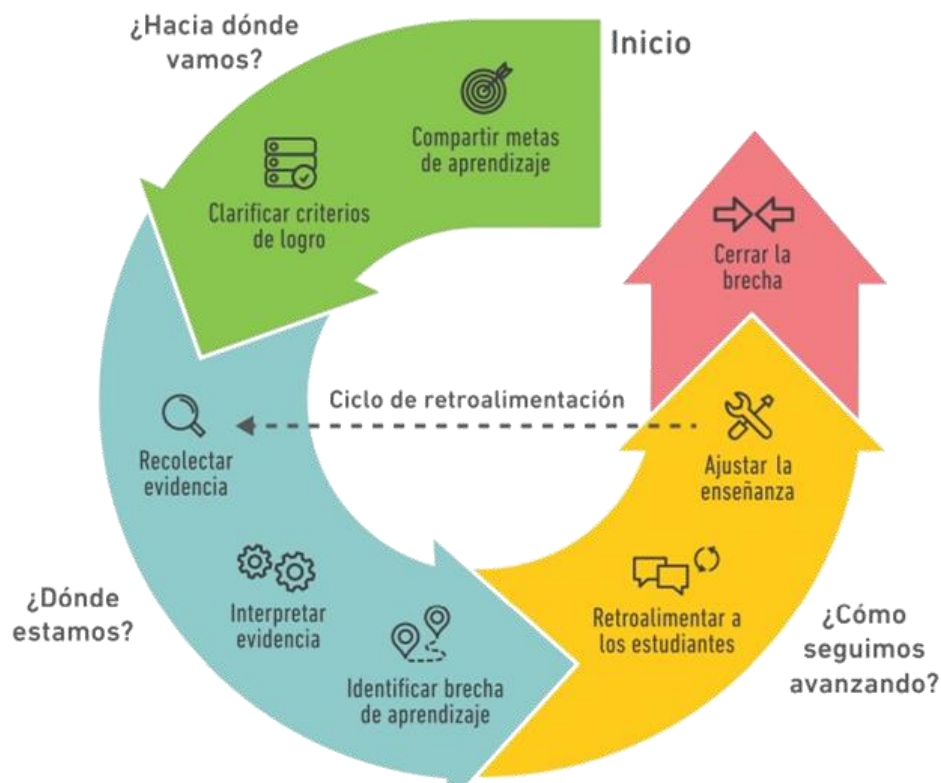 ¿Hacia dónde
vamos?
Inicio
Compartir metas
de aprendizaje
Clarificar criterios
de logro
Cerrar la
brecha
Ciclo de retroalimentación
Recolectar
evidencia
Ajustar la
enseñanza
¿Dónde
estamos?
Interpretar
evidencia
Retroalimentar a
los estudiantes
¿Cómo
seguimos
avanzando?
Identificar brecha
de aprendizaje